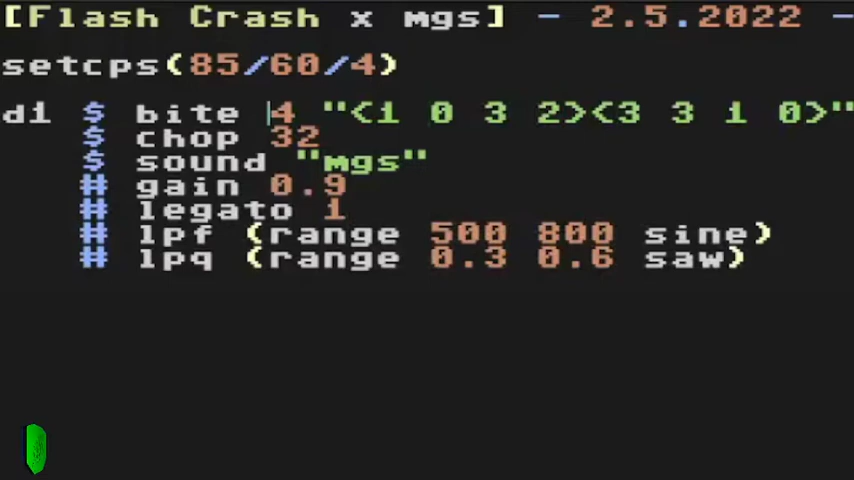 [Flash Crash x mgs] - 2.5.2022 -
setcps(85/60/4)
d1 $ bite 4 "<1 0 3 2><3 3 1 0>"
$ chop 32
$ sound "mgs"
# gain 0.9
# legato 1
# lpf (range 500 800 sine)
# lpq (range 0.3 0.6 saw)